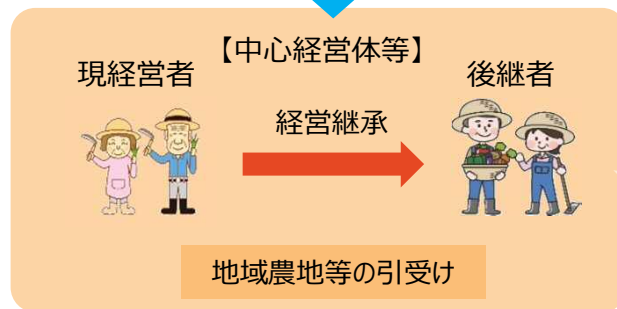 【中心経営体等】
現経営者
後継者
経営継承
地域農地等の引受け